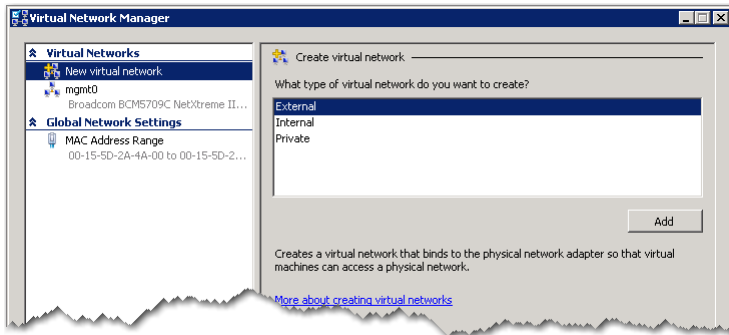 Virtual Network Manager
Virtual Networks
New virtual network
mgmt0
Broadcom BCM5709C NetXtreme II...
Global Network Settings
MAC Address Range
00-15-5D-2A-4A-00 to 00-15-5D-2...
Create virtual network
What type of virtual network do you want to create?
External
Internal
Private
Add
Creates a virtual network that binds to the physical network adapter so that virtual
machines can access a physical network.
More about creating virtual networks